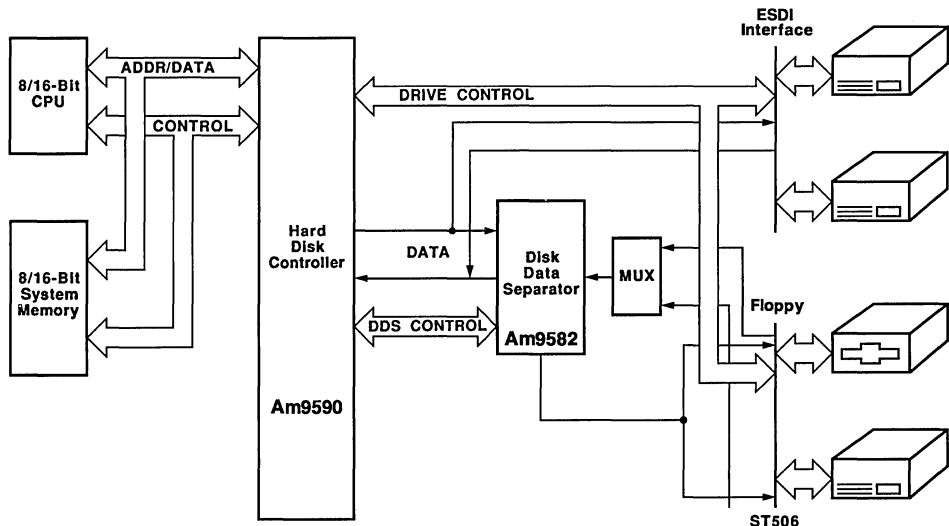 ESDI
Interface
8/16-Bit
CPU
ADDR/DATA
CONTROL
DRIVE CONTROL
Hard
Disk
Controller
DATA
Disk
Data
Separator
MUX
8/16-Bit
System
Memory
DDS CONTROL
Am9582
Floppy
Am9590
ST506